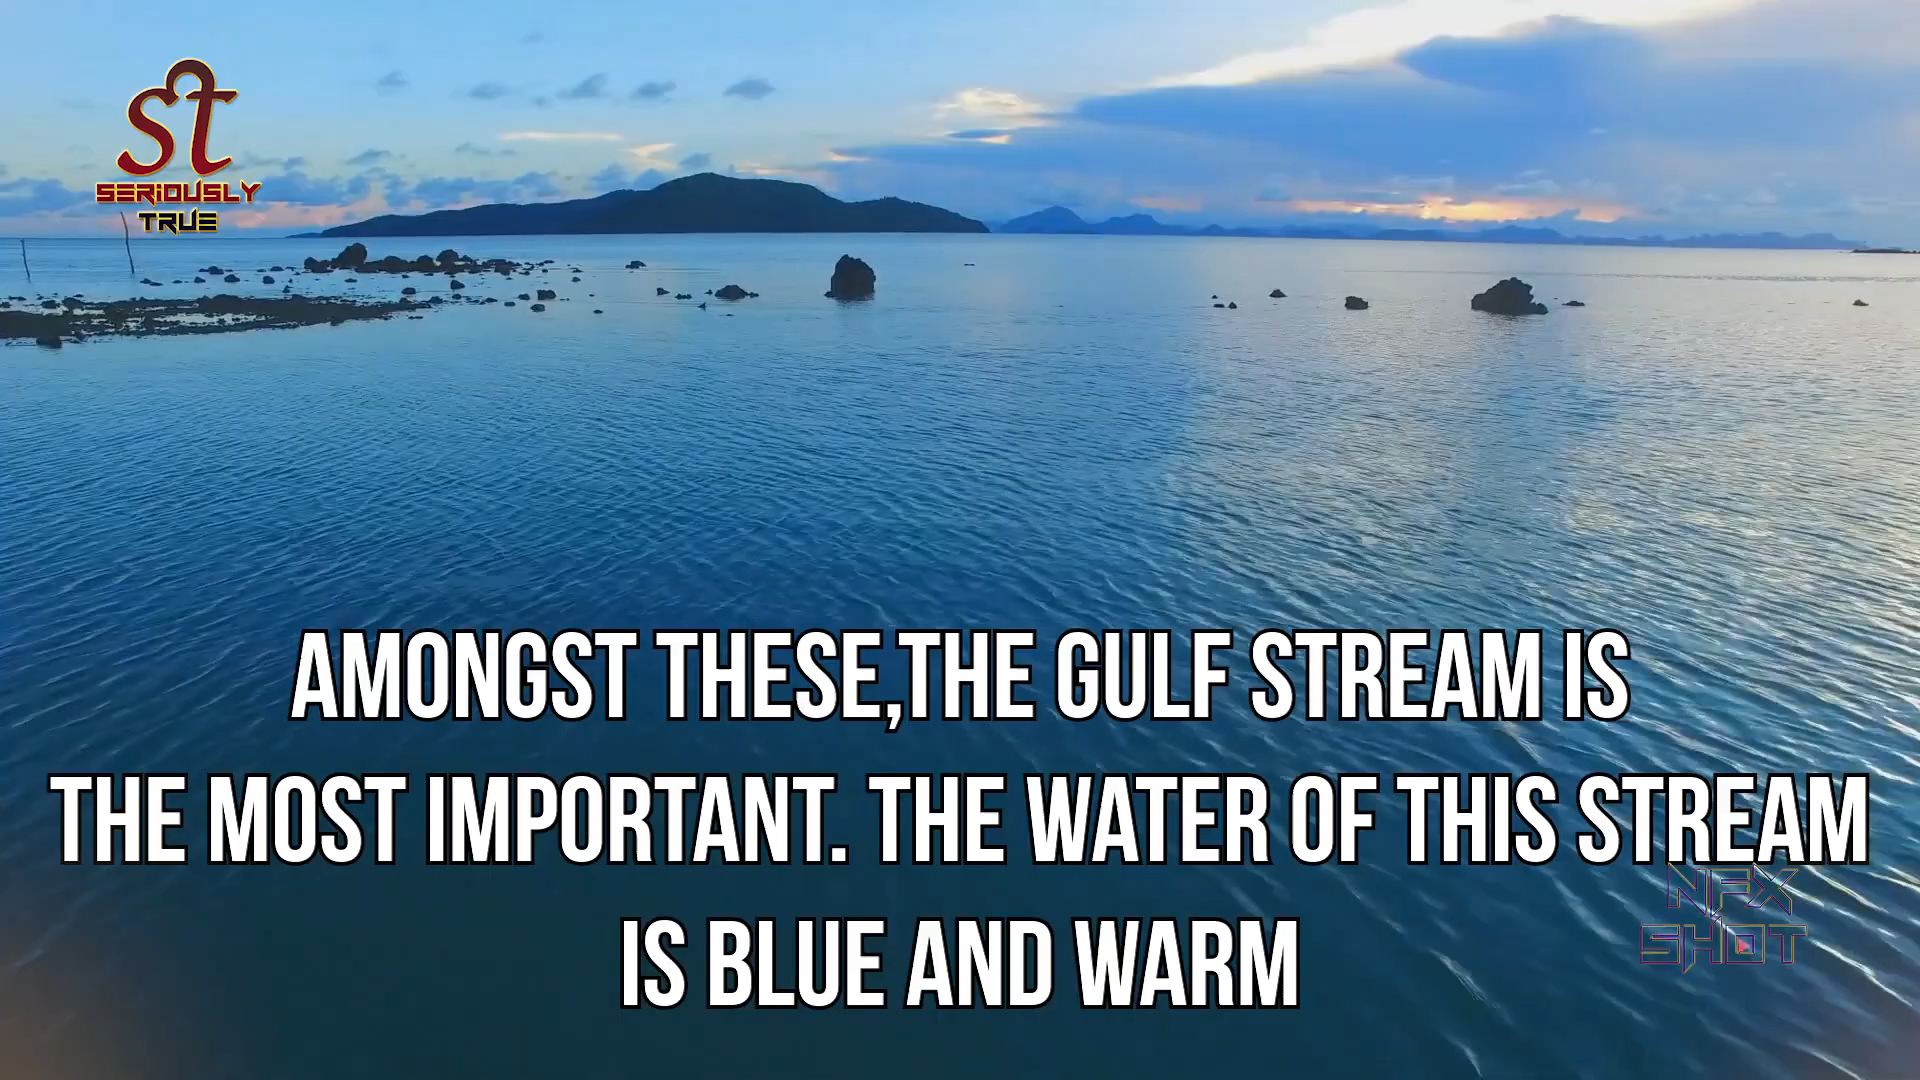 st
SERIOUSLY
TRUE
AMONGST THESE,THE GULF STREAM IS
THE MOST IMPORTANT. THE WATER OF THIS STREAM
IS BLUE AND WARM
NFX
SHOT